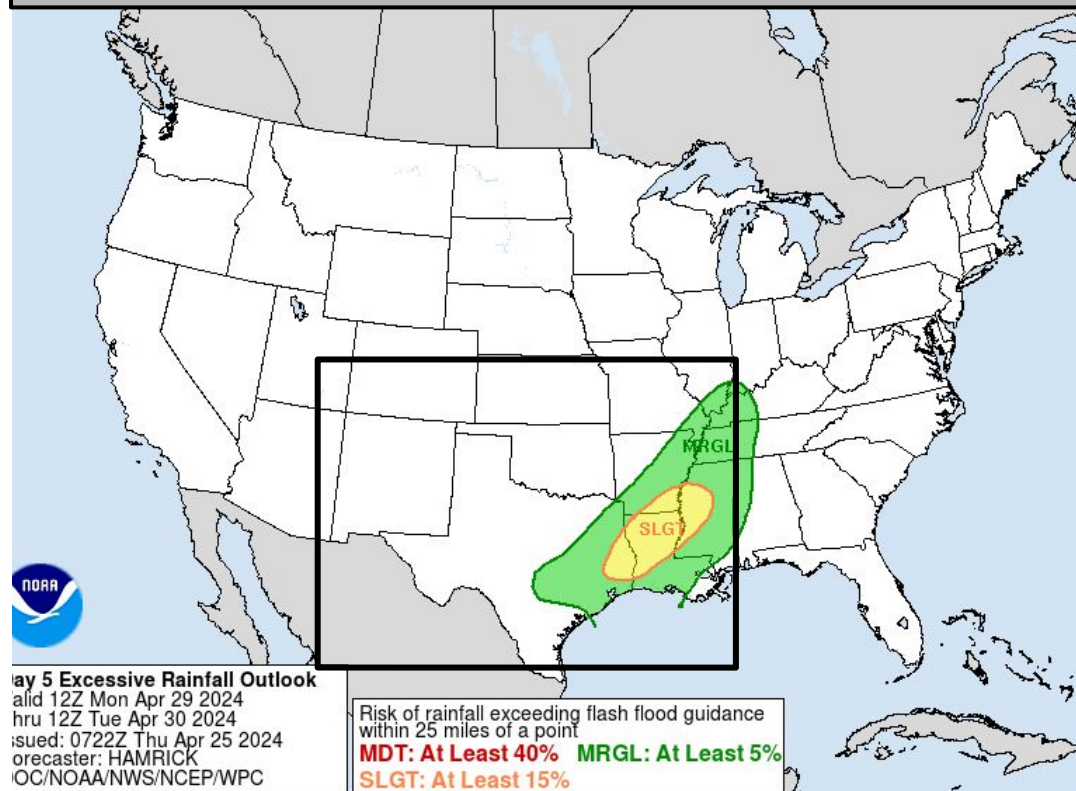 MRGL
SLGT
NOAA
ay 5 Excessive Rainfall Outlook
alid 12Z Mon Apr 29 2024
hru 12Z Tue Apr 30 2024
ssued: 0722Z Thu Apr 25 2024
orecaster: HAMRICK
DOC/NOAA/NWS/NCEP/WPC
Risk of rainfall exceeding flash flood guidance
within 25 miles of a point
MDT: At Least 40% MRGL: At Least 5%
SLGT: At Least 15%